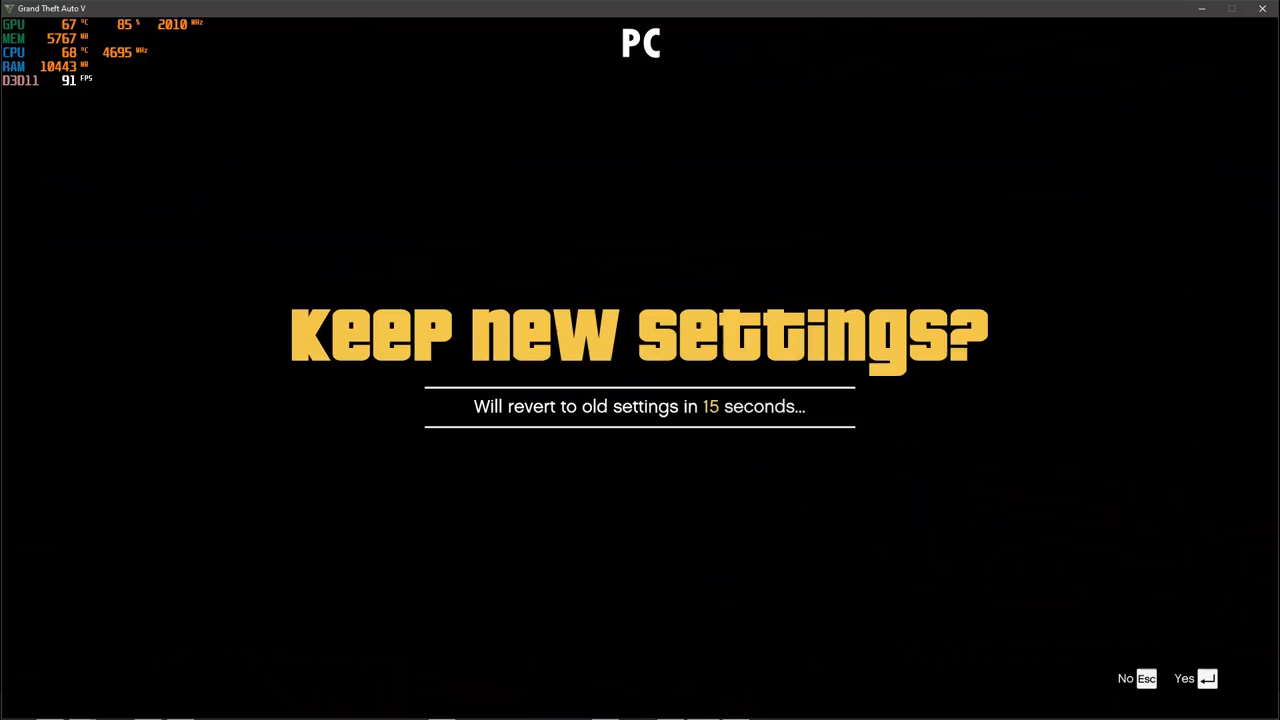 Grand Theft Auto V
GPU 67 °C 85 % 2010 MHz
MEM 5767 MB
CPU 68 °C 4695 MHz
RAM 10443 MB
D3D11 91 FPS
PC
Keep new settings?
Will revert to old settings in 15 seconds...
No Esc Yes